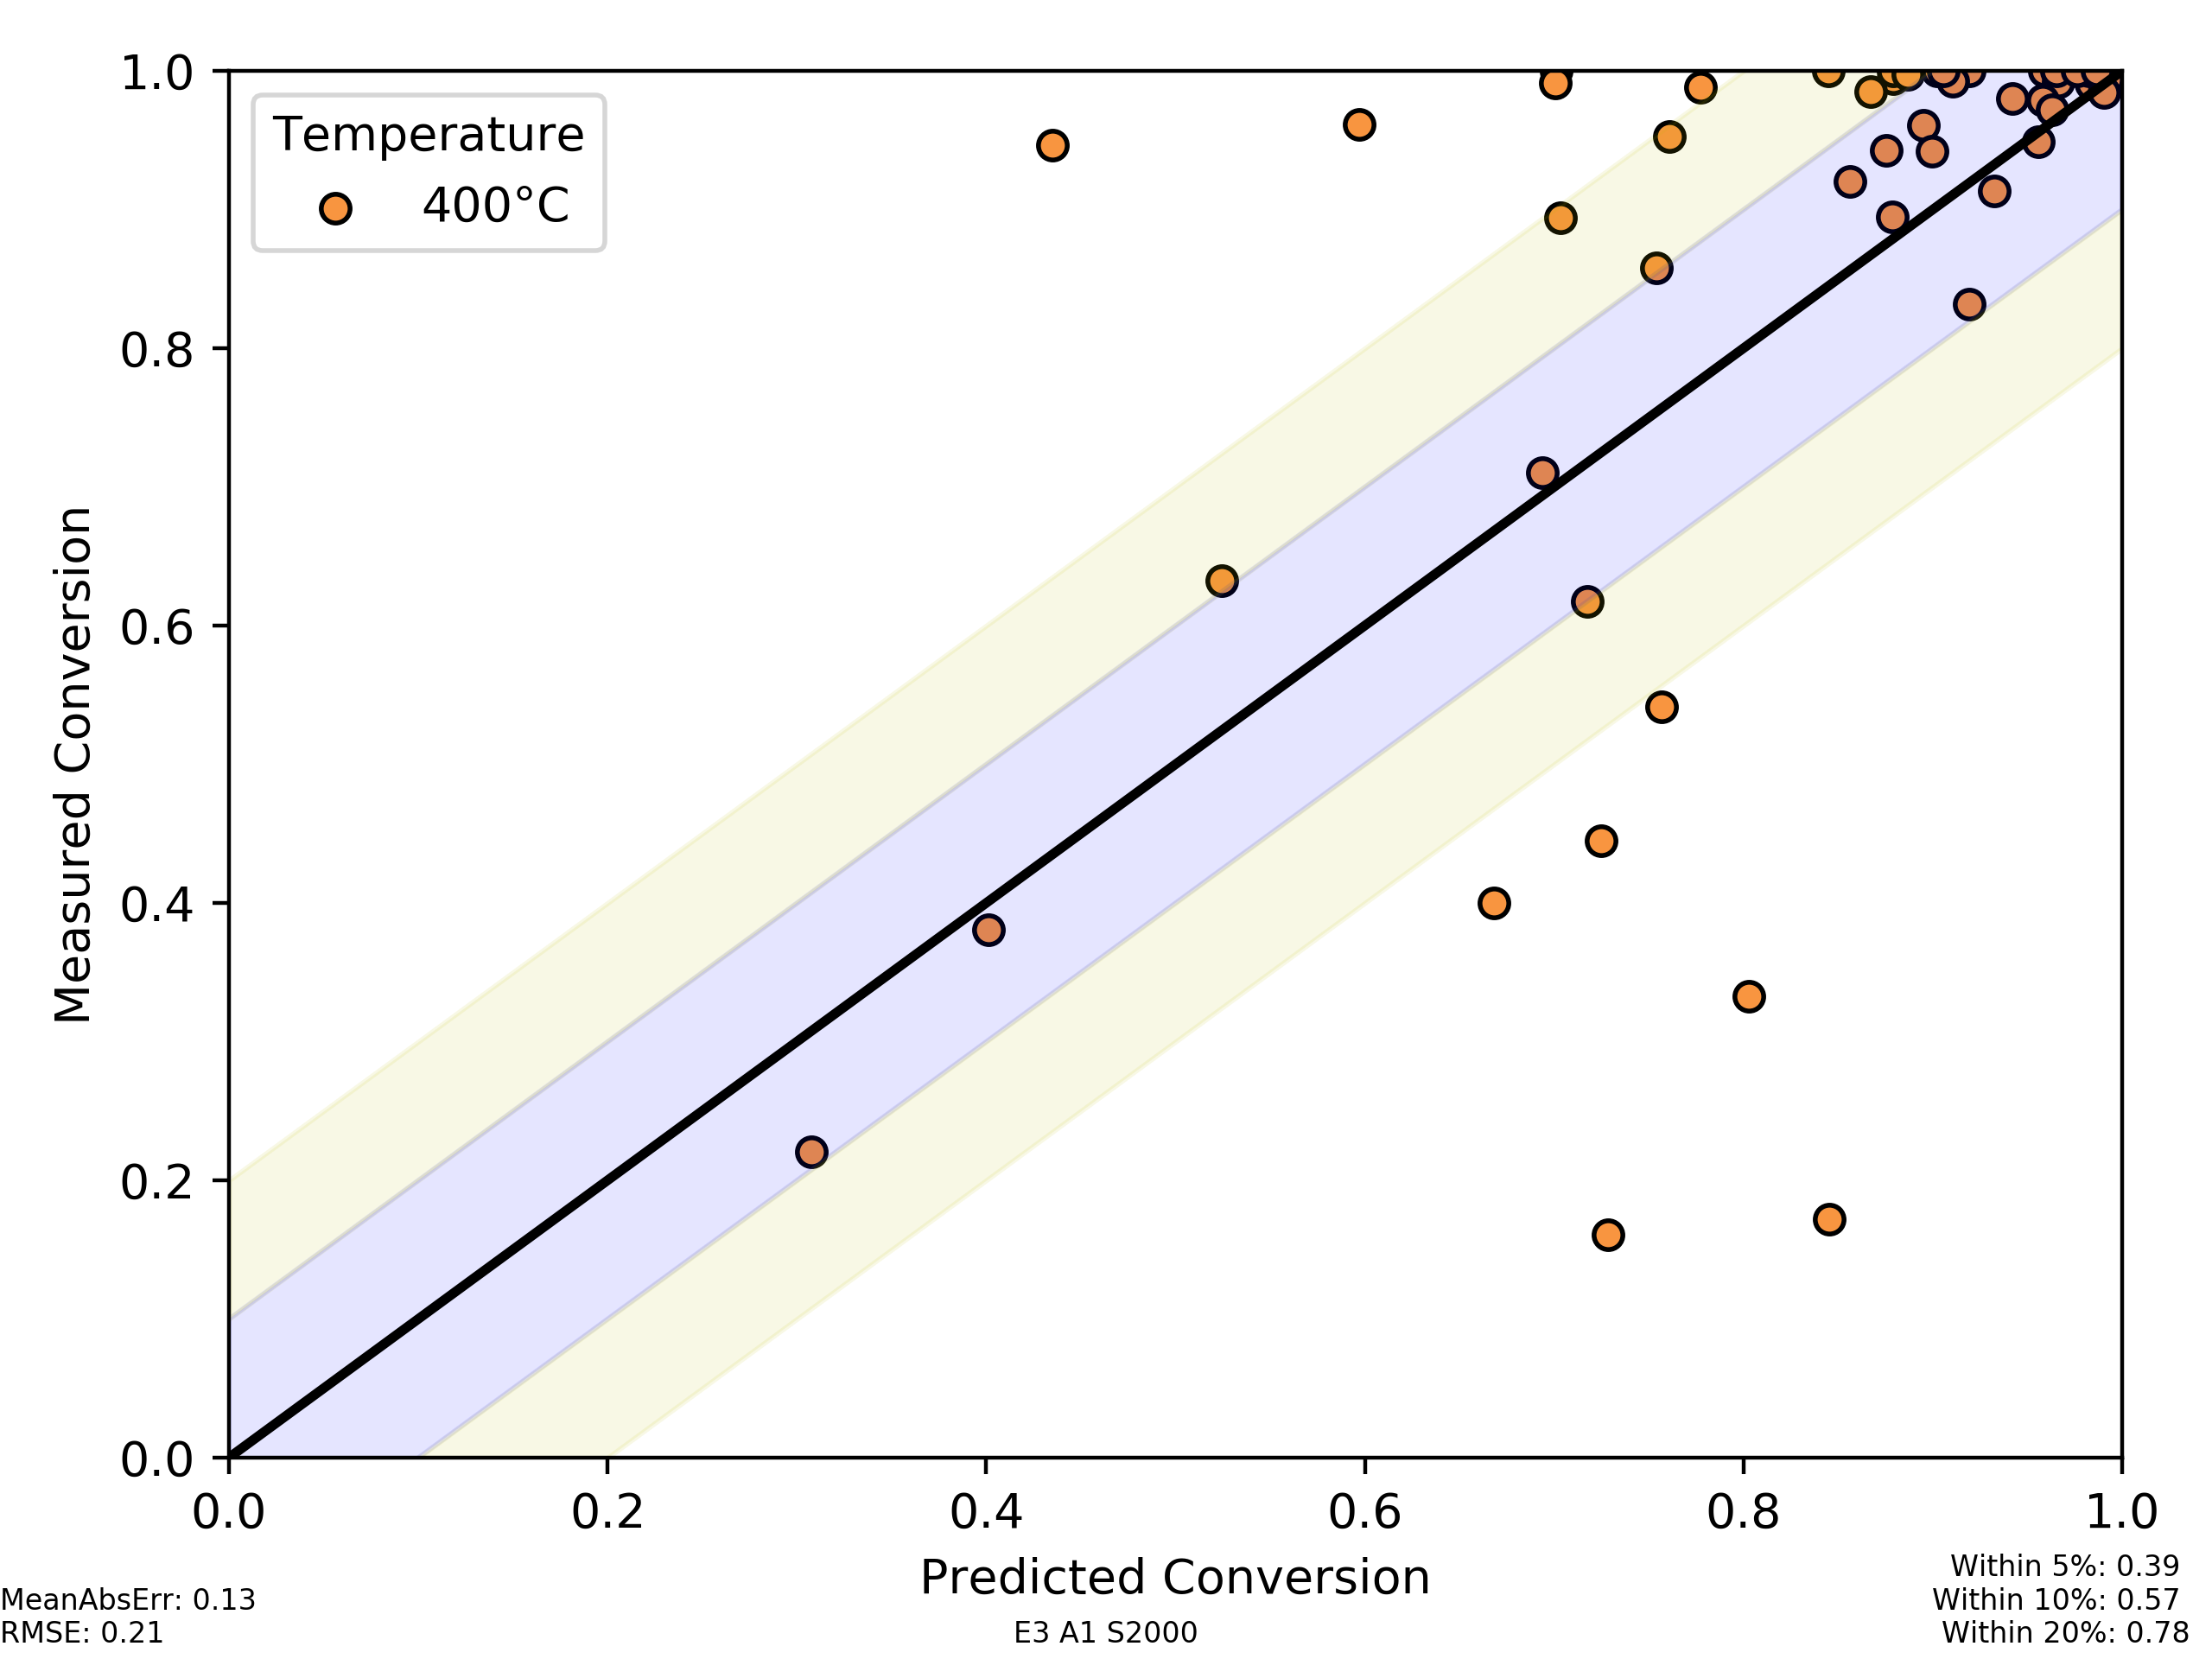 1.0
0.8
0.6
0.4
0.2
0.0
Measured Conversion
Temperature
400°C
0.0 0.2 0.4 0.6 0.8 1.0
Predicted Conversion
MeanAbsErr: 0.13
RMSE: 0.21
E3 A1 S2000
Within 5%: 0.39
Within 10%: 0.57
Within 20%: 0.78